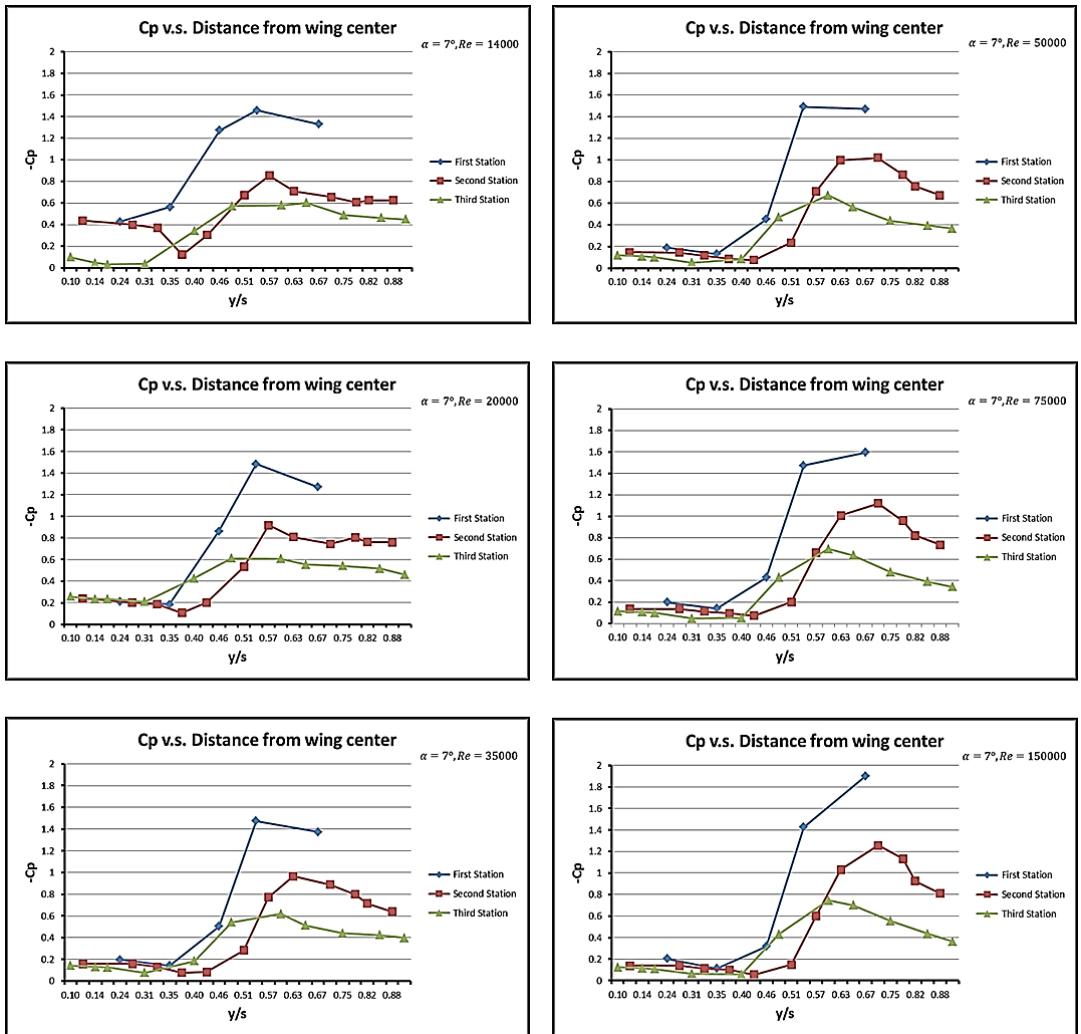 Cp v.s. Distance from wing center
α = 7°, Re = 14000
2
1.8
1.6
1.4
1.2
1
0.8
0.6
0.4
0.2
0
-Cp
0.10 0.14 0.24 0.31 0.35 0.40 0.46 0.51 0.57 0.63 0.67 0.75 0.82 0.88
y/s
First Station
Second Station
Third Station
Cp v.s. Distance from wing center
α = 7°, Re = 50000
2
1.8
1.6
1.4
1.2
1
0.8
0.6
0.4
0.2
0
-Cp
0.10 0.14 0.24 0.31 0.35 0.40 0.46 0.51 0.57 0.63 0.67 0.75 0.82 0.88
y/s
First Station
Second Station
Third Station
Cp v.s. Distance from wing center
α = 7°, Re = 20000
2
1.8
1.6
1.4
1.2
1
0.8
0.6
0.4
0.2
0
-Cp
0.10 0.14 0.24 0.31 0.35 0.40 0.46 0.51 0.57 0.63 0.67 0.75 0.82 0.88
y/s
First Station
Second Station
Third Station
Cp v.s. Distance from wing center
α = 7°, Re = 75000
2
1.8
1.6
1.4
1.2
1
0.8
0.6
0.4
0.2
0
-Cp
0.10 0.14 0.24 0.31 0.35 0.40 0.46 0.51 0.57 0.63 0.67 0.75 0.82 0.88
y/s
First Station
Second Station
Third Station
Cp v.s. Distance from wing center
α = 7°, Re = 35000
2
1.8
1.6
1.4
1.2
1
0.8
0.6
0.4
0.2
0
-Cp
0.10 0.14 0.24 0.31 0.35 0.40 0.46 0.51 0.57 0.63 0.67 0.75 0.82 0.88
y/s
First Station
Second Station
Third Station
Cp v.s. Distance from wing center
α = 7°, Re = 150000
2
1.8
1.6
1.4
1.2
1
0.8
0.6
0.4
0.2
0
-Cp
0.10 0.14 0.24 0.31 0.35 0.40 0.46 0.51 0.57 0.63 0.67 0.75 0.82 0.88
y/s
First Station
Second Station
Third Station